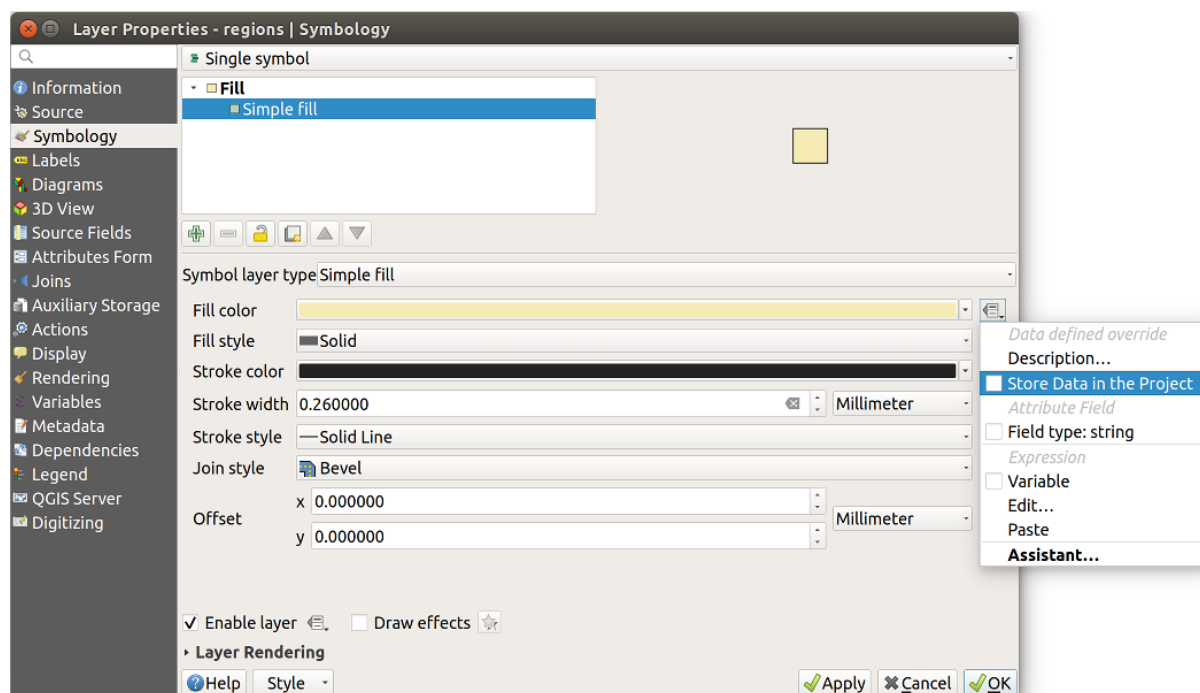 Layer Properties - regions | Symbology
Information
Source
Symbology
Labels
Diagrams
3D View
Source Fields
Attributes Form
Joins
Auxiliary Storage
Actions
Display
Rendering
Variables
Metadata
Dependencies
Legend
QGIS Server
Digitizing
Single symbol
Fill
Simple fill
Symbol layer type Simple fill
Fill color
Fill style Solid
Stroke color
Stroke width 0.260000 Millimeter
Stroke style Solid Line
Join style Bevel
Offset
x 0.000000 Millimeter
y 0.000000
Data defined override
Description...
Store Data in the Project
Attribute Field
Field type: string
Expression
Variable
Edit...
Paste
Assistant...
Enable layer Draw effects
Layer Rendering
Help Style Apply Cancel OK